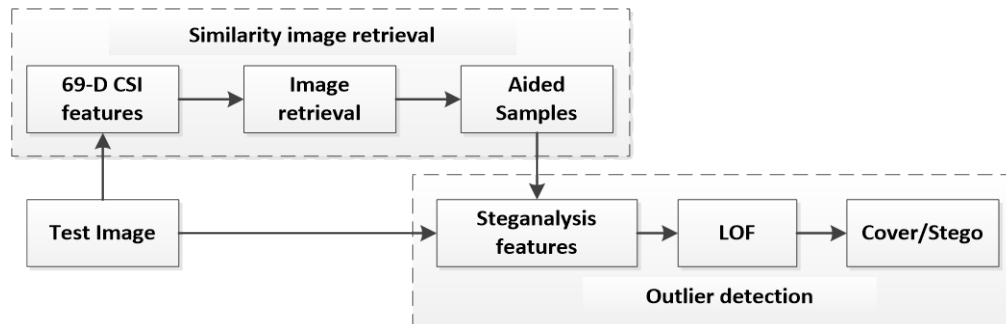 Similarity image retrieval
69-D CSI
features
Image
retrieval
Aided
Samples
Test Image
Steganalysis
features
LOF
Cover/Stego
Outlier detection